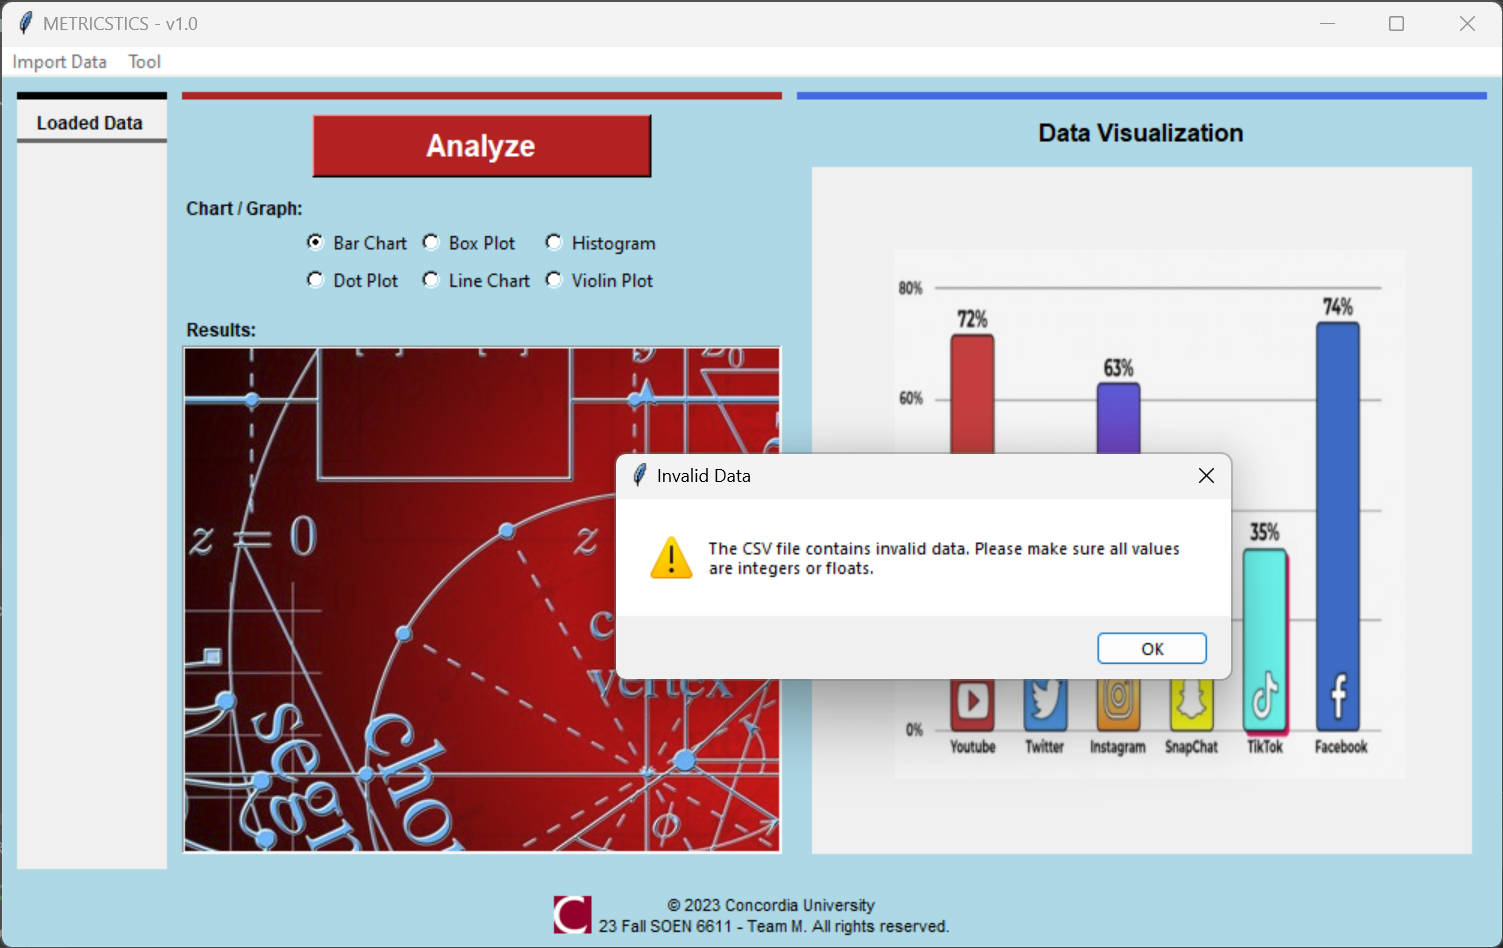 METRICSTICS - v1.0
Import Data Tool
Loaded Data
Analyze
Chart / Graph:
Bar Chart Box Plot Histogram
Dot Plot Line Chart Violin Plot
Results:
z = 0
z
vertex
segm
cho
ϕ
Data Visualization
80%
72%
74%
63%
60%
35%
0%
Youtube Twitter Instagram SnapChat TikTok Facebook
Invalid Data
The CSV file contains invalid data. Please make sure all values
are integers or floats.
OK
© 2023 Concordia University
23 Fall SOEN 6611 - Team M. All rights reserved.